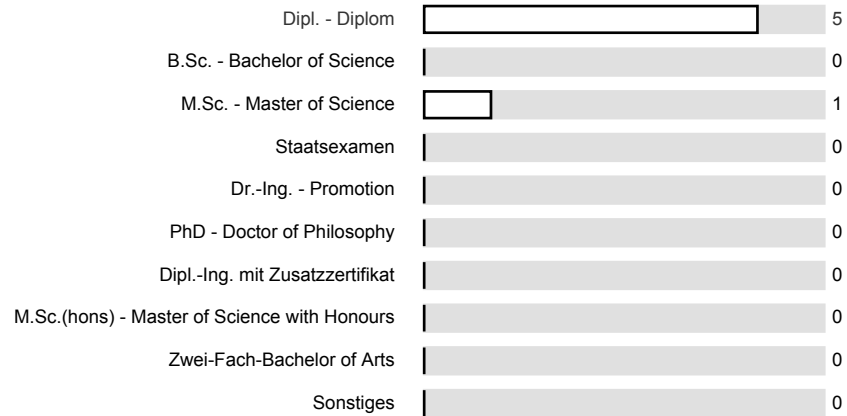 Dipl. - Diplom 5
B.Sc. - Bachelor of Science 0
M.Sc. - Master of Science 1
Staatsexamen 0
Dr.-Ing. - Promotion 0
PhD - Doctor of Philosophy 0
Dipl.-Ing. mit Zusatzzertifikat 0
M.Sc.(hons) - Master of Science with Honours 0
Zwei-Fach-Bachelor of Arts 0
Sonstiges 0